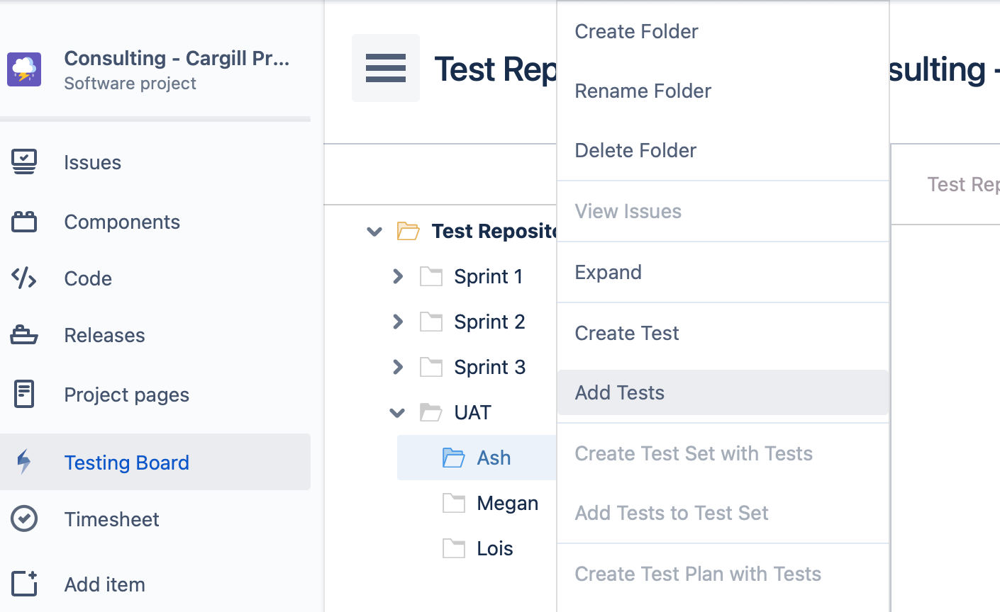 Consulting - Cargill Pr...
Software project
Issues
Components
Code
Releases
Project pages
Testing Board
Timesheet
Add item
Test Rep
sulting -
Test Rep
Test Reposito
Sprint 1
Sprint 2
Sprint 3
UAT
Ash
Megan
Lois
Create Folder
Rename Folder
Delete Folder
View Issues
Expand
Create Test
Add Tests
Create Test Set with Tests
Add Tests to Test Set
Create Test Plan with Tests